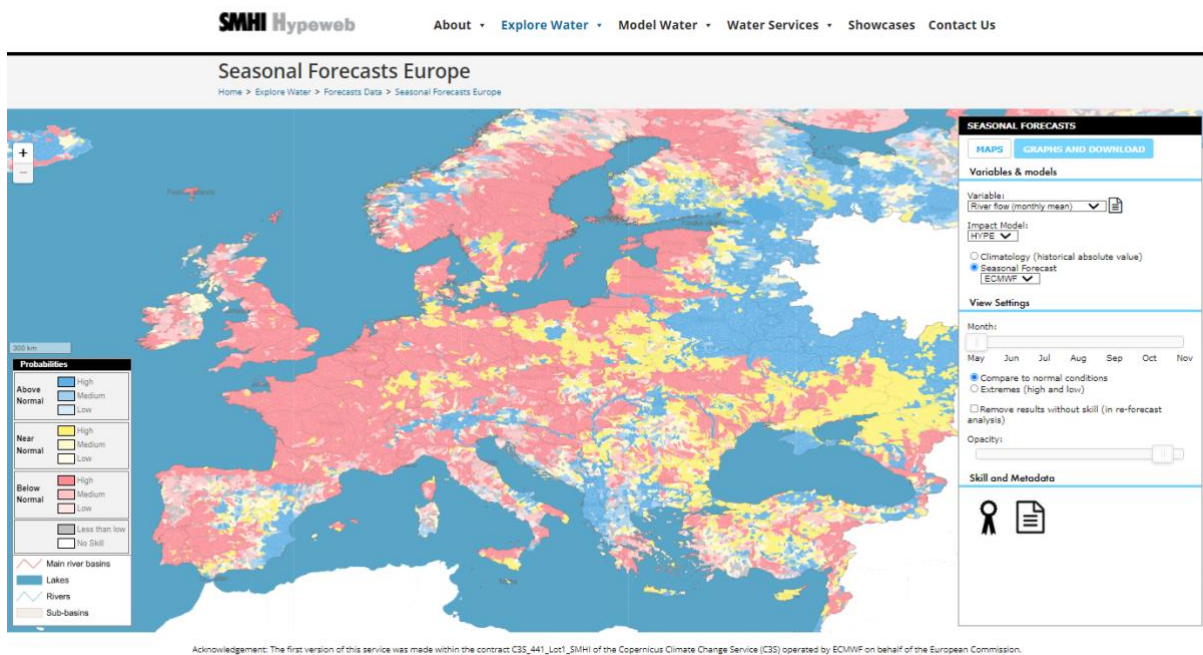 SMHI Hypeweb
About Explore Water Model Water Water Services Showcases Contact Us
Seasonal Forecasts Europe
Home > Explore Water > Forecasts Data > Seasonal Forecasts Europe
+
−
300 km
Probabilities
Above Normal
High
Medium
Low
Near Normal
High
Medium
Low
Below Normal
High
Medium
Low
Less than low
No Skill
Main river basins
Lakes
Rivers
Sub-basins
SEASONAL FORECASTS
MAPS GRAPHS AND DOWNLOAD
Variables & models
Variable:
River flow (monthly mean)
Impact Model:
HYPE
Climatology (historical absolute value)
Seasonal Forecast
ECMWF
View Settings
Month:
May Jun Jul Aug Sep Oct Nov
Compare to normal conditions
Extremes (high and low)
Remove results without skill (in re-forecast
analysis)
Opacity:
Skill and Metadata
Acknowledgement: The first version of this service was made within the contract C3S_441_Lot1_SMHI of the Copernicus Climate Change Service (C3S) operated by ECMWF on behalf of the European Commission.